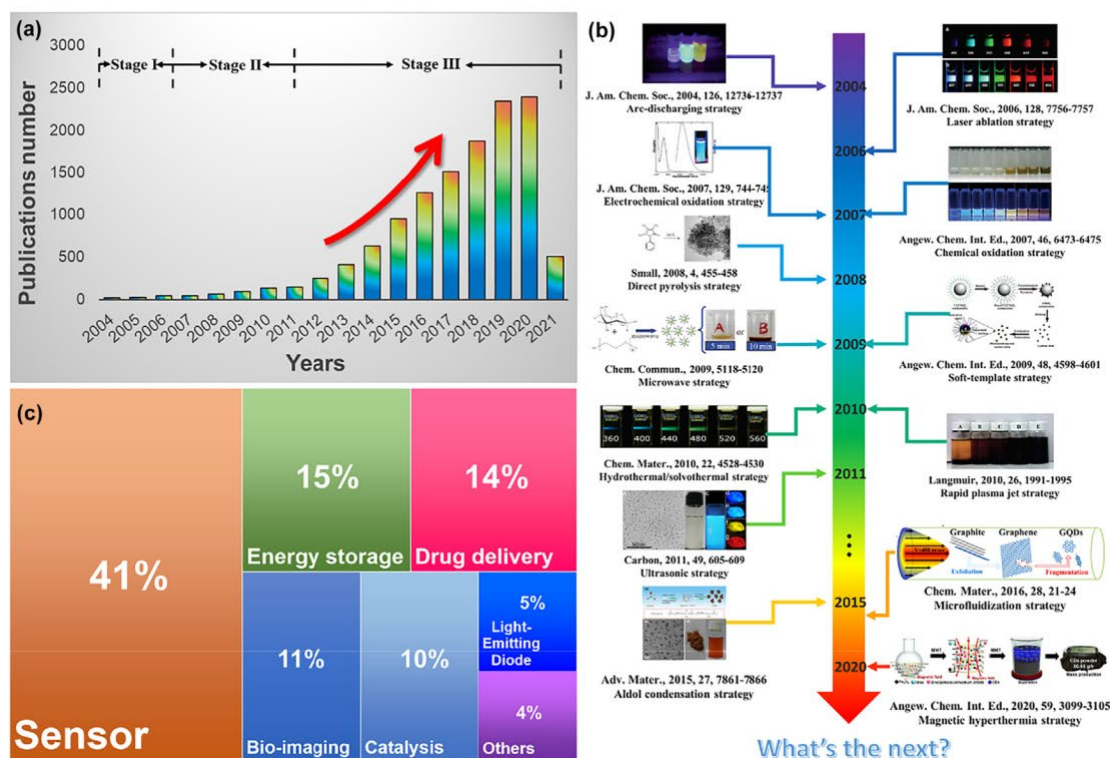 (a)
3000
2500
2000
1500
1000
500
0
Publications number
Stage I
Stage II
Stage III
2004
2005
2006
2007
2008
2009
2010
2011
2012
2013
2014
2015
2016
2017
2018
2019
2020
2021
Years
(b)
J. Am. Chem. Soc., 2004, 126, 12736-12737
Arc-discharging strategy
2004
J. Am. Chem. Soc., 2006, 128, 7756-7757
Laser ablation strategy
2006
J. Am. Chem. Soc., 2007, 129, 744-745
Electrochemical oxidation strategy
2007
Angew. Chem. Int. Ed., 2007, 46, 6473-6475
Chemical oxidation strategy
Small, 2008, 4, 455-458
Direct pyrolysis strategy
2008
A
or
B
5 min
10 min
Chem. Commun., 2009, 5118-5120
Microwave strategy
2009
Angew. Chem. Int. Ed., 2009, 48, 4598-4601
Soft-template strategy
360
400
440
480
520
560
Chem. Mater., 2010, 22, 4528-4530
Hydrothermal/solvothermal strategy
2010
A
B
C
D
E
Langmuir, 2010, 26, 1991-1995
Rapid plasma jet strategy
Carbon, 2011, 49, 605-609
Ultrasonic strategy
2011
Graphite
Graphene
GQDs
Exfoliation
Fragmentation
Chem. Mater., 2016, 28, 21-24
Microfluidization strategy
Adv. Mater., 2015, 27, 7861-7866
Aldol condensation strategy
2015
2020
Angew. Chem. Int. Ed., 2020, 59, 3099-3105
Magnetic hyperthermia strategy
What's the next?
(c)
41%
Sensor
15%
Energy storage
14%
Drug delivery
11%
Bio-imaging
10%
Catalysis
5%
Light-
Emitting
Diode
4%
Others